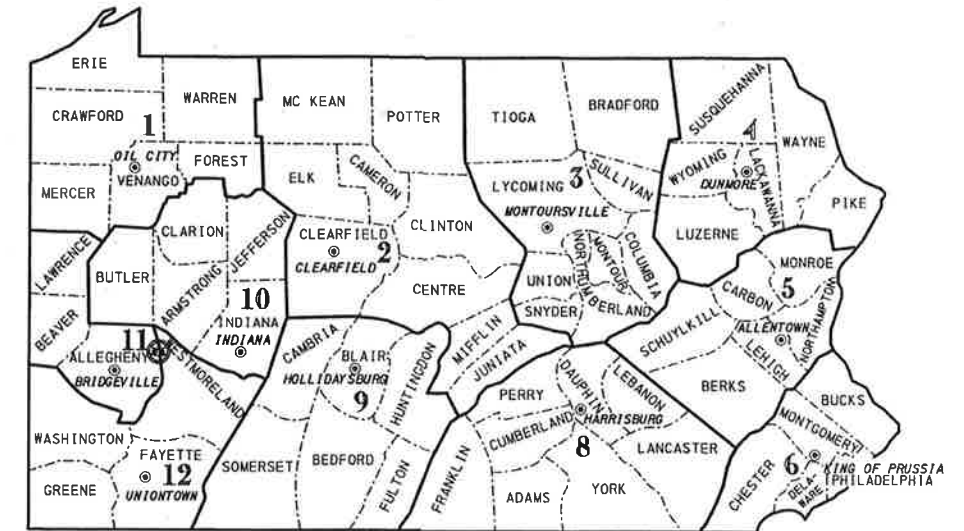 ERIE
CRAWFORD
WARREN
1
OIL CITY
VENANGO
FOREST
MERCER
MC KEAN
POTTER
ELK
CAMERON
CLEARFIELD
CLEARFIELD
2
CLINTON
CENTRE
MIFFLIN
JUNIATA
TIOGA
BRADFORD
LYCOMING
3
SULLIVAN
MONTOURSVILLE
UNION
SNYDER
NORTHUMBERLAND
MONTOUR
COLUMBIA
SUSQUEHANNA
4
WAYNE
WYOMING
LACKAWANNA
DUNMORE
PIKE
LUZERNE
MONROE
CARBON
5
SCHUYLKILL
ALLENTOWN
NORTHAMPTON
LEHIGH
BERKS
BUCKS
MONTGOMERY
6
KING OF PRUSSIA
PHILADELPHIA
CHESTER
DELA-
WARE
PERRY
DAUPHIN
LEBANON
CUMBERLAND
HARRISBURG
8
LANCASTER
FRANKLIN
ADAMS
YORK
CAMBRIA
BLAIR
HOLLIDAYSBURG
9
HUNTINGDON
SOMERSET
BEDFORD
FULTON
CLARION
JEFFERSON
BUTLER
ARMSTRONG
10
INDIANA
INDIANA
LAWRENCE
BEAVER
11
ALLEGHENY
BRIDGEVILLE
WESTMORELAND
WASHINGTON
FAYETTE
12
GREENE
UNIONTOWN